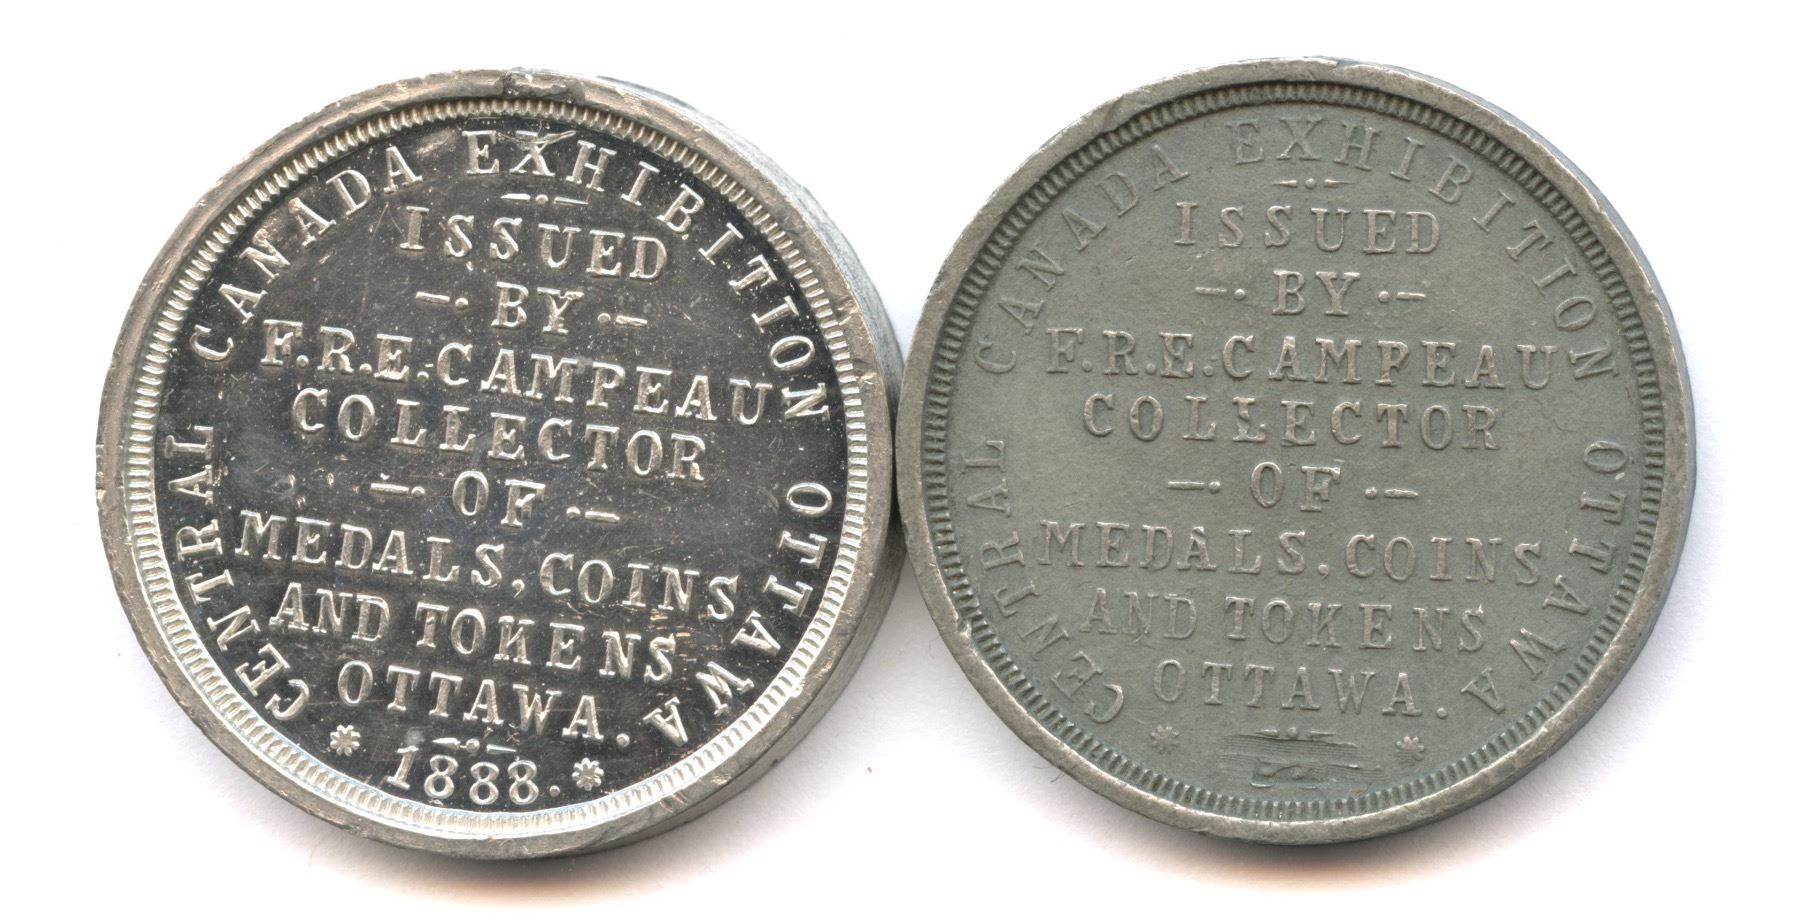 CENTRAL CANADA EXHIBITION OTTAWA
ISSUED
BY
F.R.E. CAMPEAU
COLLECTOR
OF
MEDALS, COINS
AND TOKENS
OTTAWA.
1888.
CENTRAL CANADA EXHIBITION OTTAWA
ISSUED
BY
F.R.E. CAMPEAU
COLLECTOR
OF
MEDALS, COINS
AND TOKENS
OTTAWA.